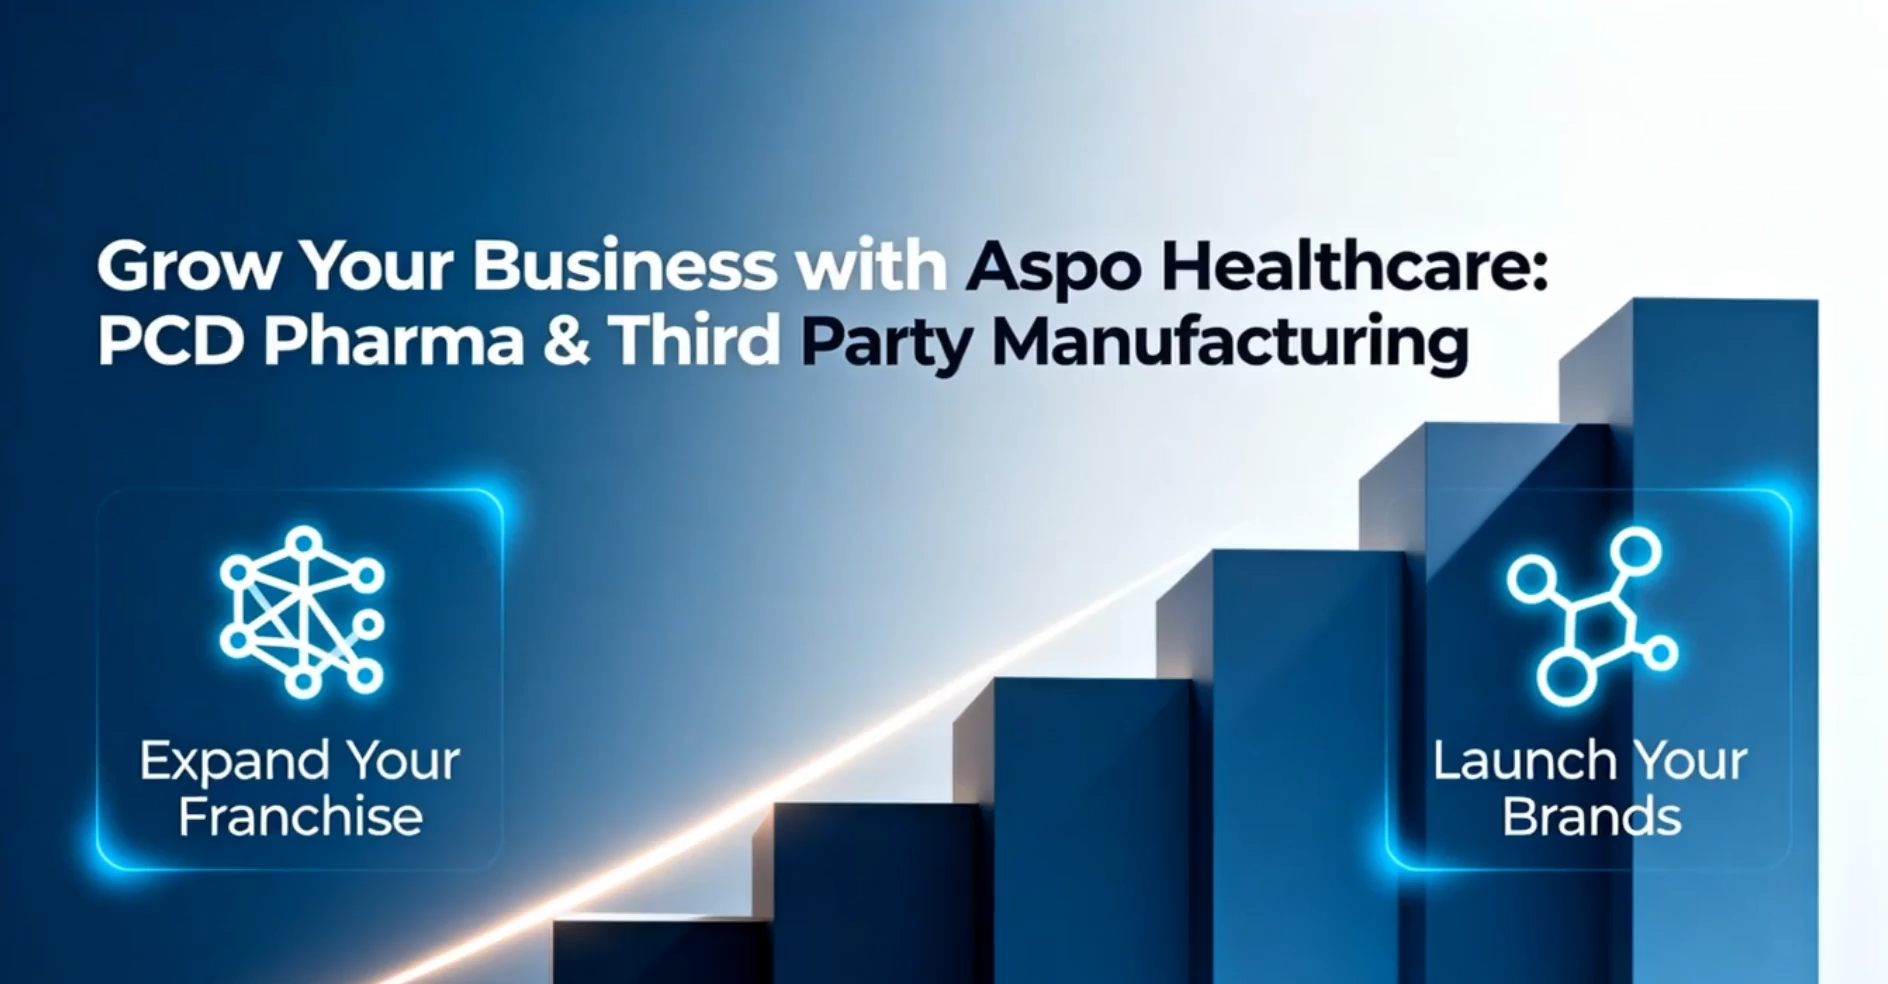 Grow Your Business with Aspo Healthcare:
PCD Pharma & Third Party Manufacturing
Expand Your
Franchise
Launch Your
Brands